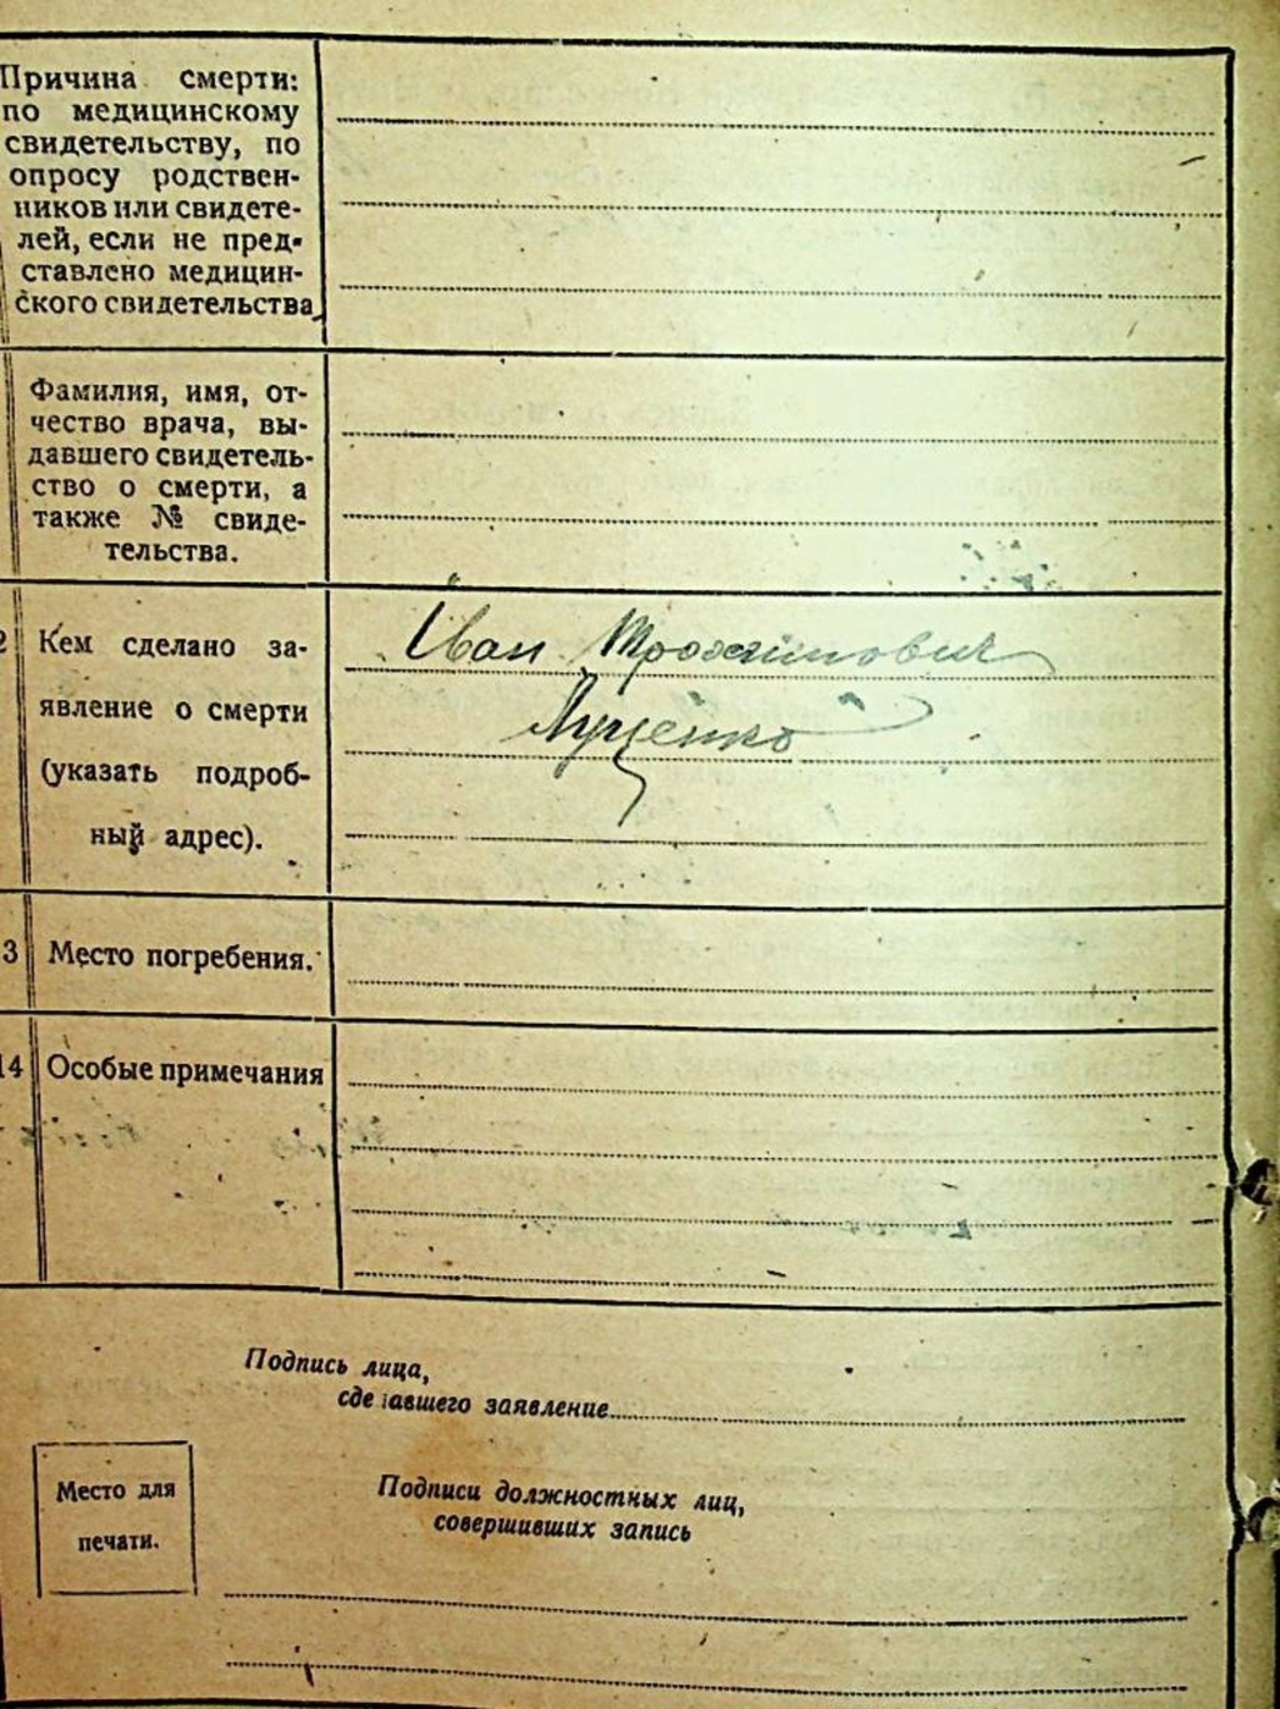 Причина смерти:
по медицинскому
свидетельству, по
опросу родствен-
ников или свидете-
лей, если не пред-
ставлено медицин-
ского свидетельства
Фамилия, имя, от-
чество врача, вы-
давшего свидетель-
ство о смерти, а
также № свиде-
тельства.
2 Кем сделано за-
явление о смерти
(указать подроб-
ный адрес).
Иван Трохимович
Луценко
3 Место погребения.
14 Особые примечания
Подпись лица,
сделавшего заявление
Место для
печати.
Подписи должностных лиц,
совершивших запись